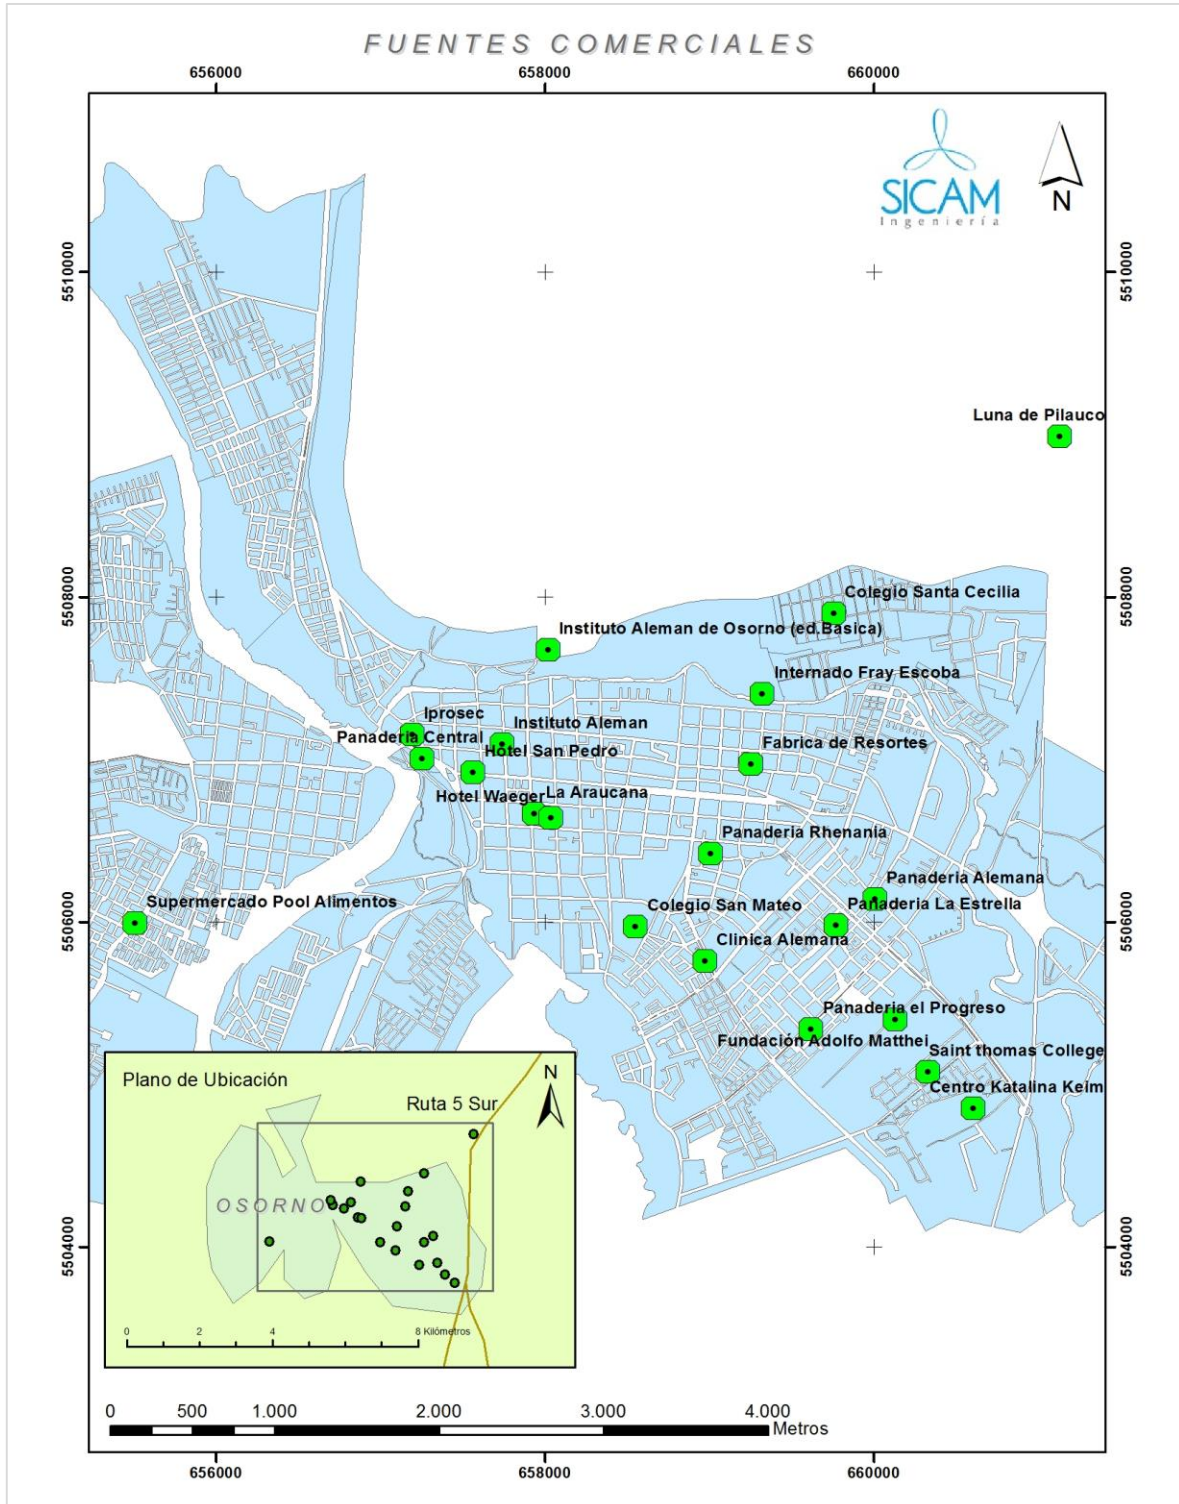 FUENTES COMERCIALES
656000 658000 660000
SICAM
Ingeniería
N
5510000 5510000
Luna de Pilauco
5508000 5508000
Colegio Santa Cecilia
Instituto Aleman de Osorno (ed.Basica)
Internado Fray Escoba
Iprosec
Instituto Aleman
Panaderia Central
Hotel San Pedro
Fabrica de Resortes
Hotel Waeger
La Araucana
Panaderia Rhenania
Panaderia Alemana
Supermercado Pool Alimentos
Colegio San Mateo
Panaderia La Estrella
5506000 5506000
Clinica Alemana
Panaderia el Progreso
Fundación Adolfo Matthei
Saint thomas College
Centro Katalina Keim
Plano de Ubicación
N
Ruta 5 Sur
OSORNO
5504000 5504000
0 2 4 8 Kilómetros
0 500 1.000 2.000 3.000 4.000
Metros
656000 658000 660000